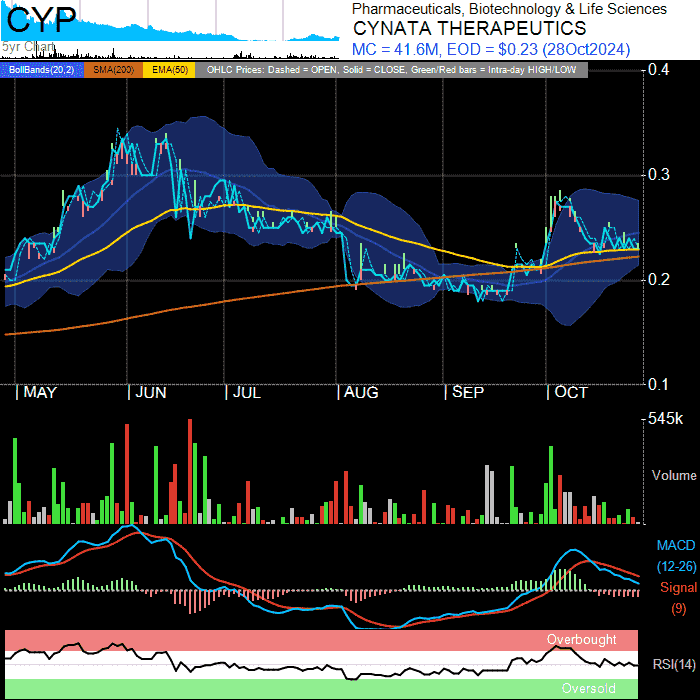 CYP
Pharmaceuticals, Biotechnology & Life Sciences
CYNATA THERAPEUTICS
5yr Chart
MC = 41.6M, EOD = $0.23 (28Oct2024)
BollBands(20,2) SMA(200) EMA(50) OHLC Prices: Dashed = OPEN, Solid = CLOSE, Green/Red bars = Intra-day HIGH/LOW
0.4
0.3
0.2
0.1
MAY JUN JUL AUG SEP OCT
545k
Volume
MACD
(12-26)
Signal
(9)
Overbought
RSI(14)
Oversold